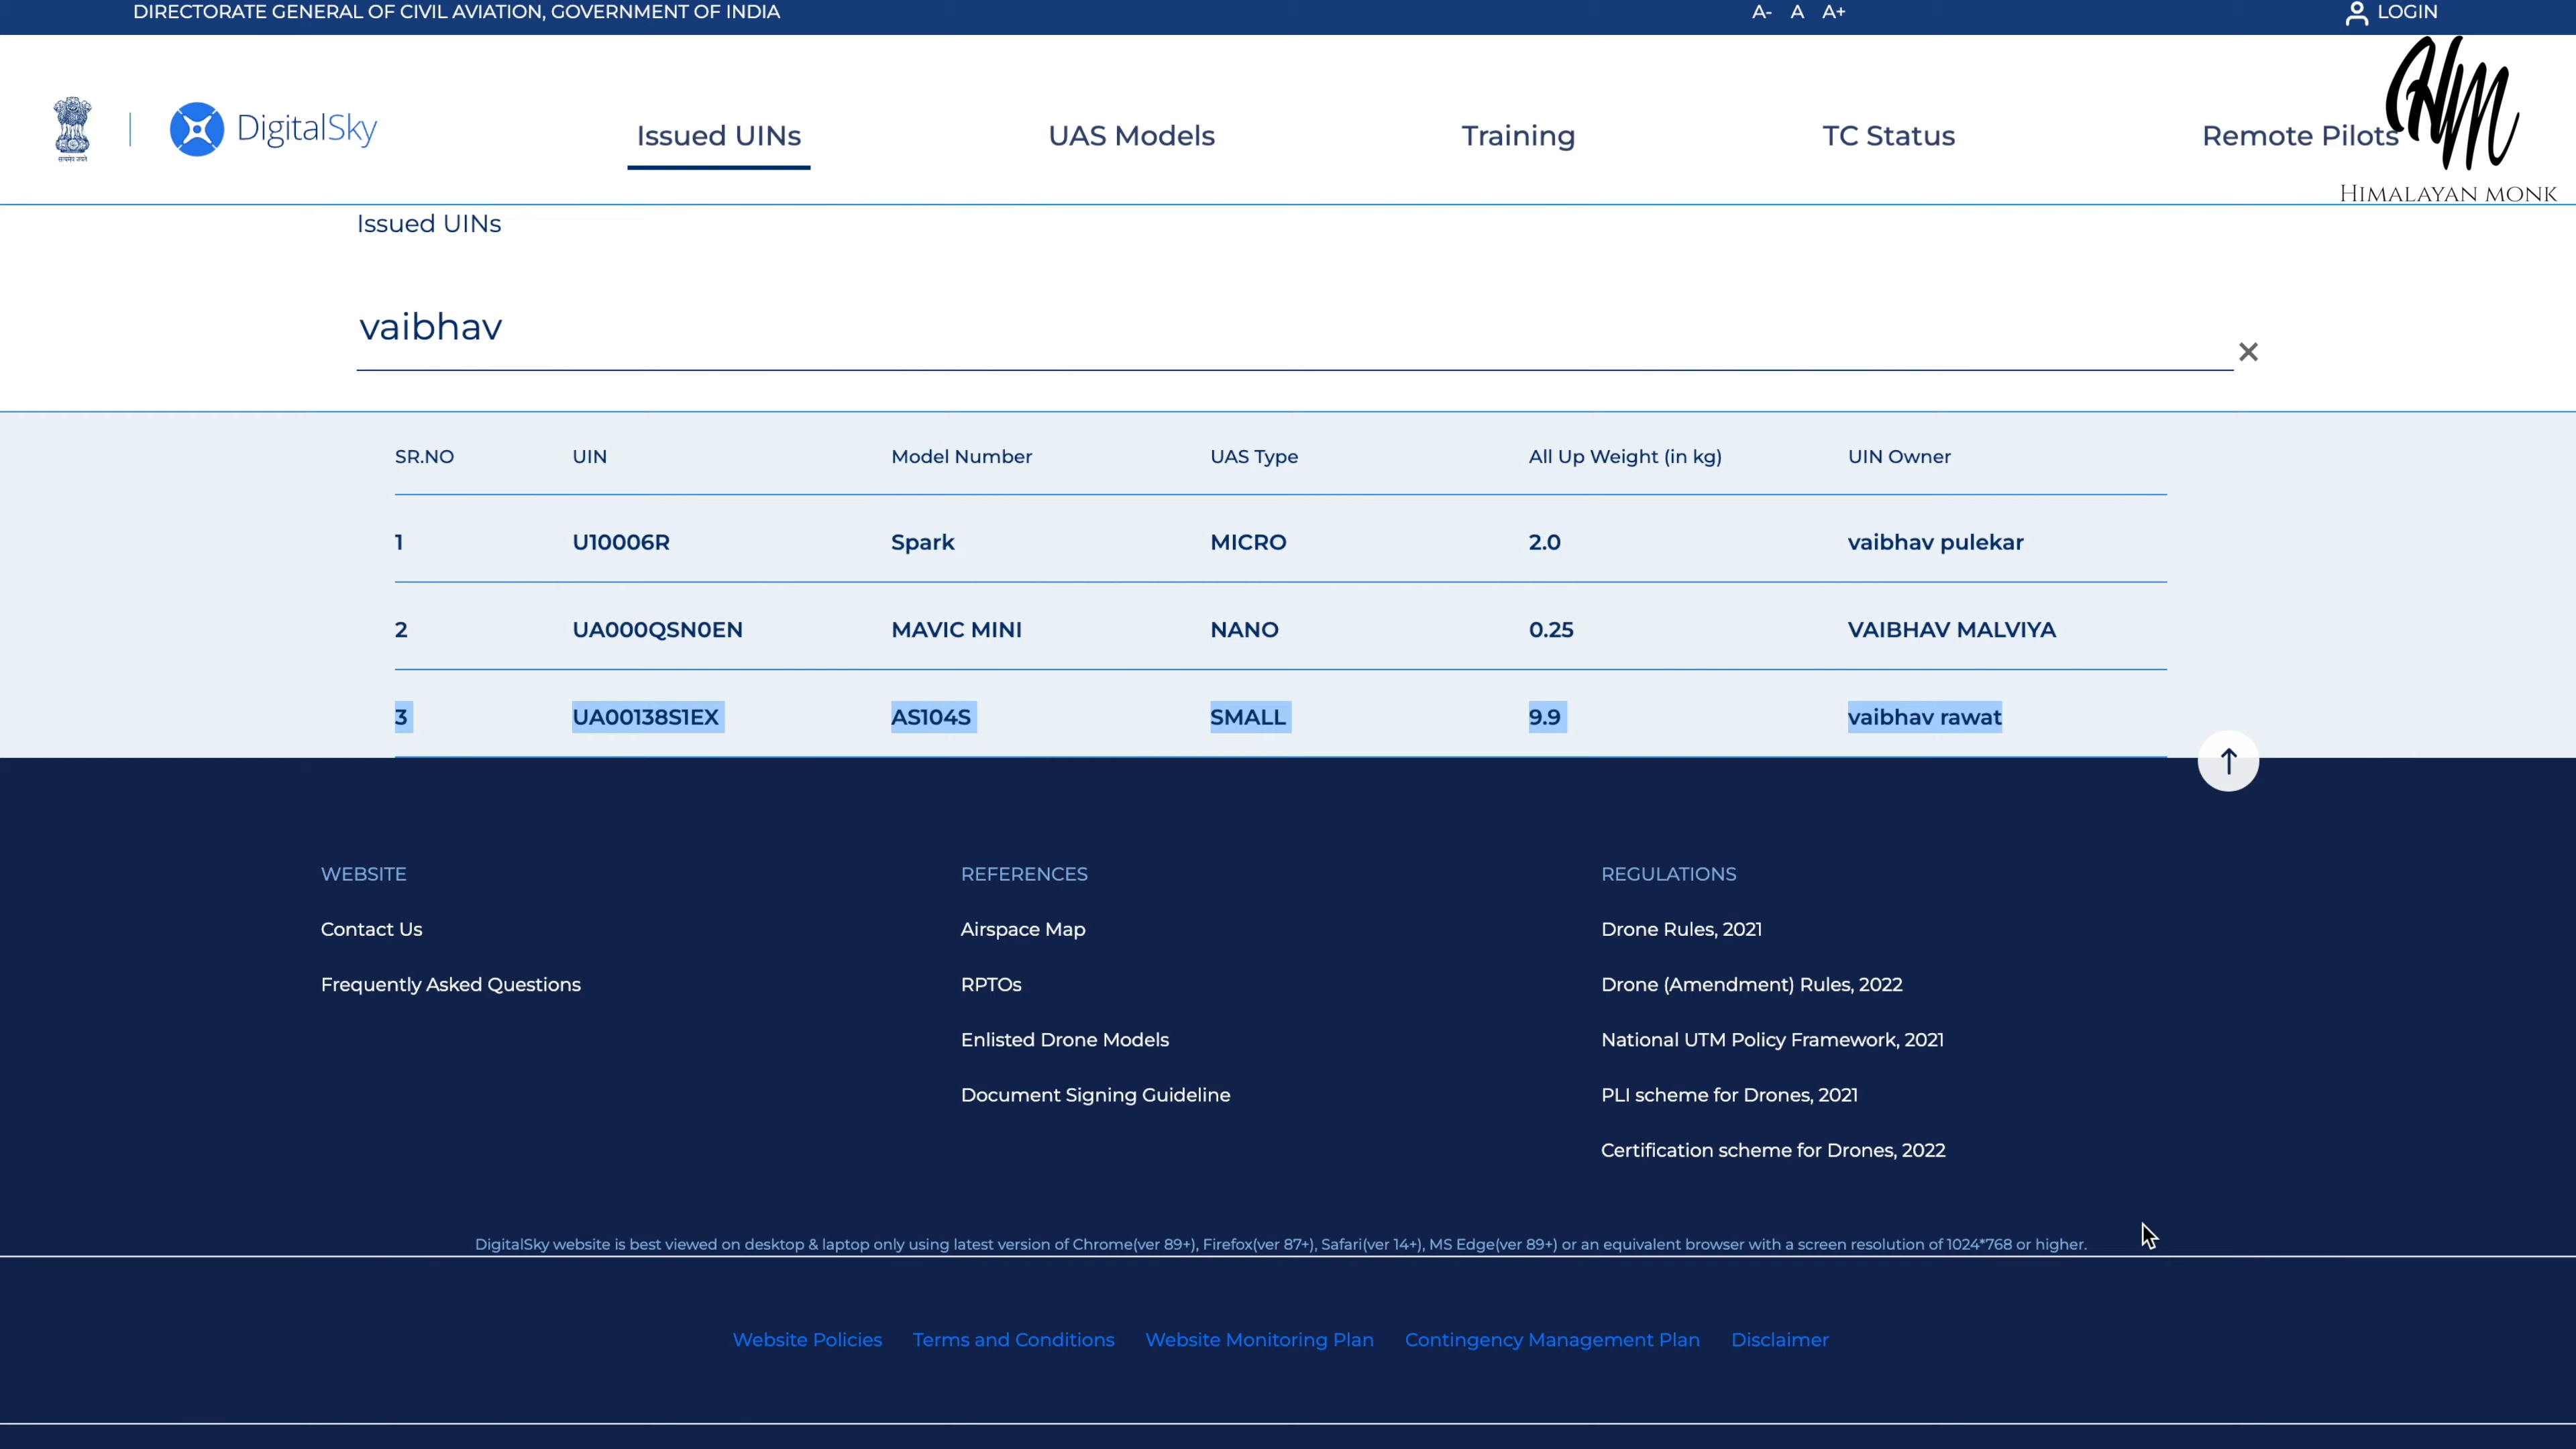 DIRECTORATE GENERAL OF CIVIL AVIATION, GOVERNMENT OF INDIA A- A A+ LOGIN
सत्यमेव जयते
DigitalSky Issued UINs UAS Models Training TC Status Remote Pilots
HM
HIMALAYAN MONK
Issued UINs
vaibhav
SR.NO UIN Model Number UAS Type All Up Weight (in kg) UIN Owner
1 U10006R Spark MICRO 2.0 vaibhav pulekar
2 UA000QSN0EN MAVIC MINI NANO 0.25 VAIBHAV MALVIYA
3 UA00138S1EX AS104S SMALL 9.9 vaibhav rawat
WEBSITE REFERENCES REGULATIONS
Contact Us Airspace Map Drone Rules, 2021
Frequently Asked Questions RPTOs Drone (Amendment) Rules, 2022
Enlisted Drone Models National UTM Policy Framework, 2021
Document Signing Guideline PLI scheme for Drones, 2021
Certification scheme for Drones, 2022
DigitalSky website is best viewed on desktop & laptop only using latest version of Chrome(ver 89+), Firefox(ver 87+), Safari(ver 14+), MS Edge(ver 89+) or an equivalent browser with a screen resolution of 1024*768 or higher.
Website Policies Terms and Conditions Website Monitoring Plan Contingency Management Plan Disclaimer